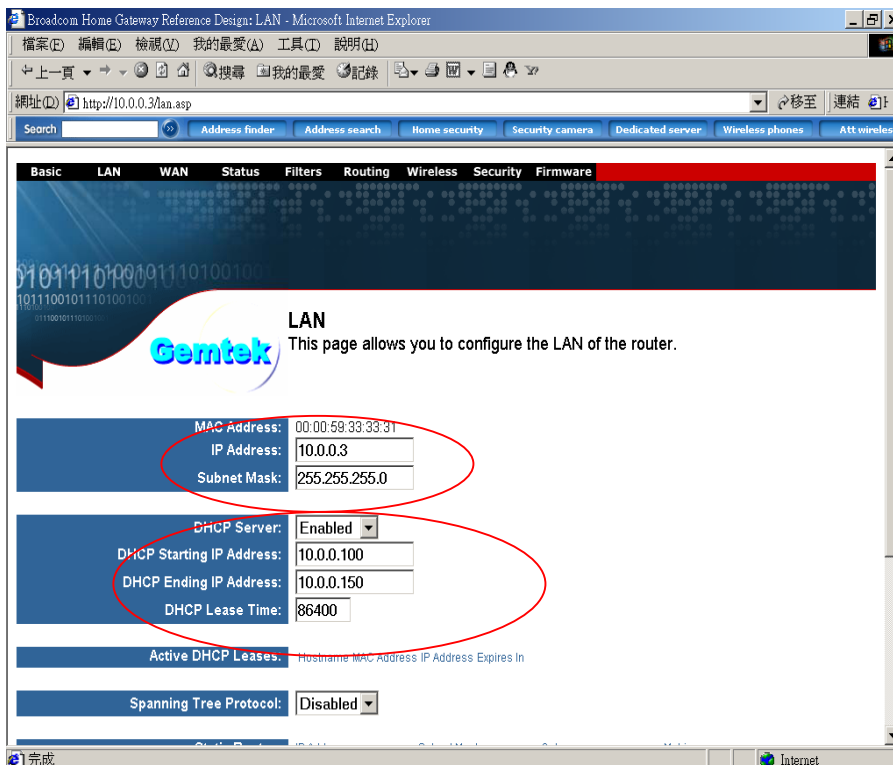 Broadcom Home Gateway Reference Design: LAN - Microsoft Internet Explorer
檔案(F) 編輯(E) 檢視(V) 我的最愛(A) 工具(T) 說明(H)
上一頁 搜尋 我的最愛 記錄
網址(D) http://10.0.0.3/lan.asp 移至 連結
Search Address finder Address search Home security Security camera Dedicated server Wireless phones Att wireles
Basic LAN WAN Status Filters Routing Wireless Security Firmware
Gemtek
LAN
This page allows you to configure the LAN of the router.
MAC Address: 00:00:59:33:33:31
IP Address: 10.0.0.3
Subnet Mask: 255.255.255.0
DHCP Server: Enabled
DHCP Starting IP Address: 10.0.0.100
DHCP Ending IP Address: 10.0.0.150
DHCP Lease Time: 86400
Active DHCP Leases: Hostname MAC Address IP Address Expires In
Spanning Tree Protocol: Disabled
完成 Internet